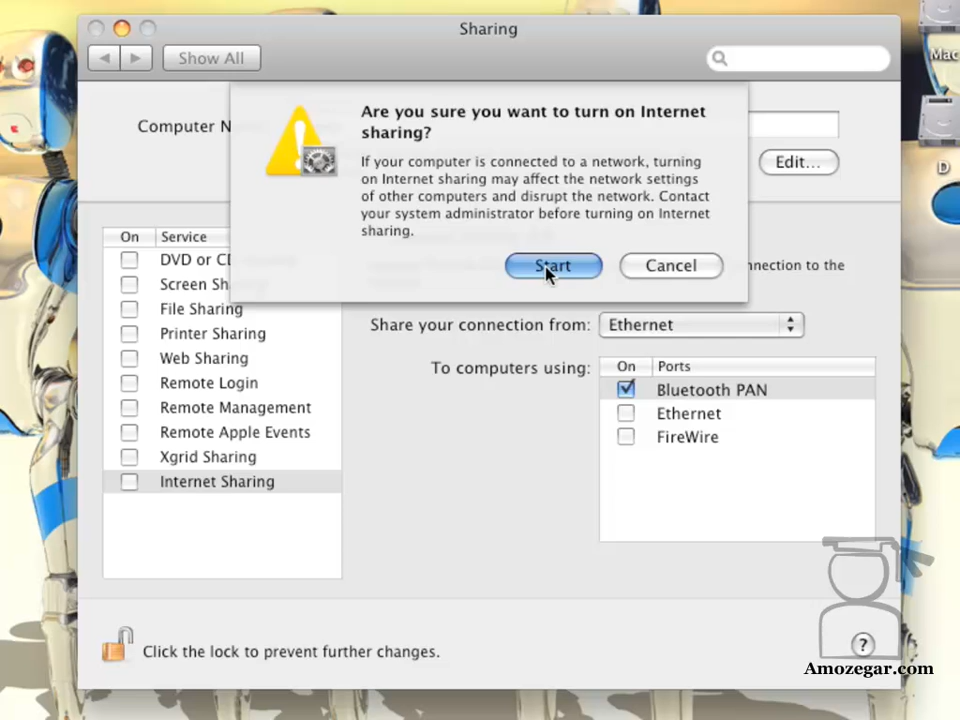 Sharing
Show All
Mac
Computer N
Are you sure you want to turn on Internet
sharing?
If your computer is connected to a network, turning
on Internet sharing may affect the network settings
of other computers and disrupt the network. Contact
your system administrator before turning on Internet
sharing.
Edit...
D
Start
Cancel
nnection to the
On Service
DVD or CD
Screen Sh
File Sharing
Printer Sharing
Web Sharing
Remote Login
Remote Management
Remote Apple Events
Xgrid Sharing
Internet Sharing
Share your connection from: Ethernet
To computers using:
On Ports
Bluetooth PAN
Ethernet
FireWire
Click the lock to prevent further changes.
?
Amozegar.com